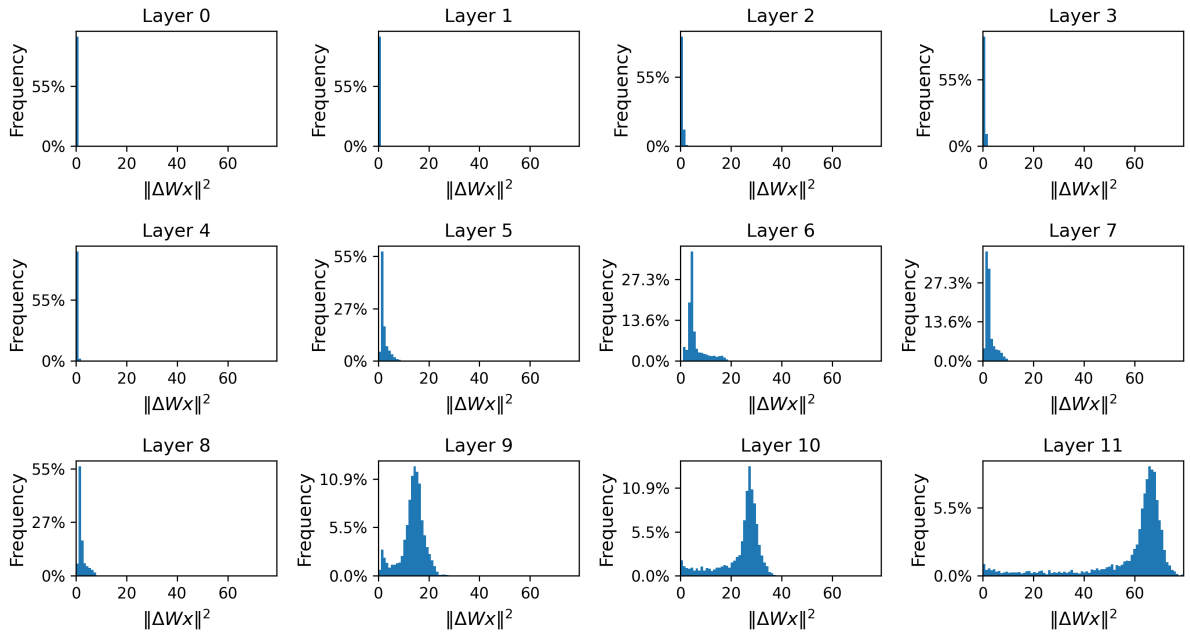 Layer 0
Frequency
55%
0%
0 20 40 60
‖ΔWx‖²
Layer 1
Frequency
55%
0%
0 20 40 60
‖ΔWx‖²
Layer 2
Frequency
55%
0%
0 20 40 60
‖ΔWx‖²
Layer 3
Frequency
55%
0%
0 20 40 60
‖ΔWx‖²
Layer 4
Frequency
55%
0%
0 20 40 60
‖ΔWx‖²
Layer 5
Frequency
55%
27%
0%
0 20 40 60
‖ΔWx‖²
Layer 6
Frequency
27.3%
13.6%
0.0%
0 20 40 60
‖ΔWx‖²
Layer 7
Frequency
27.3%
13.6%
0.0%
0 20 40 60
‖ΔWx‖²
Layer 8
Frequency
55%
27%
0%
0 20 40 60
‖ΔWx‖²
Layer 9
Frequency
10.9%
5.5%
0.0%
0 20 40 60
‖ΔWx‖²
Layer 10
Frequency
10.9%
5.5%
0.0%
0 20 40 60
‖ΔWx‖²
Layer 11
Frequency
5.5%
0.0%
0 20 40 60
‖ΔWx‖²